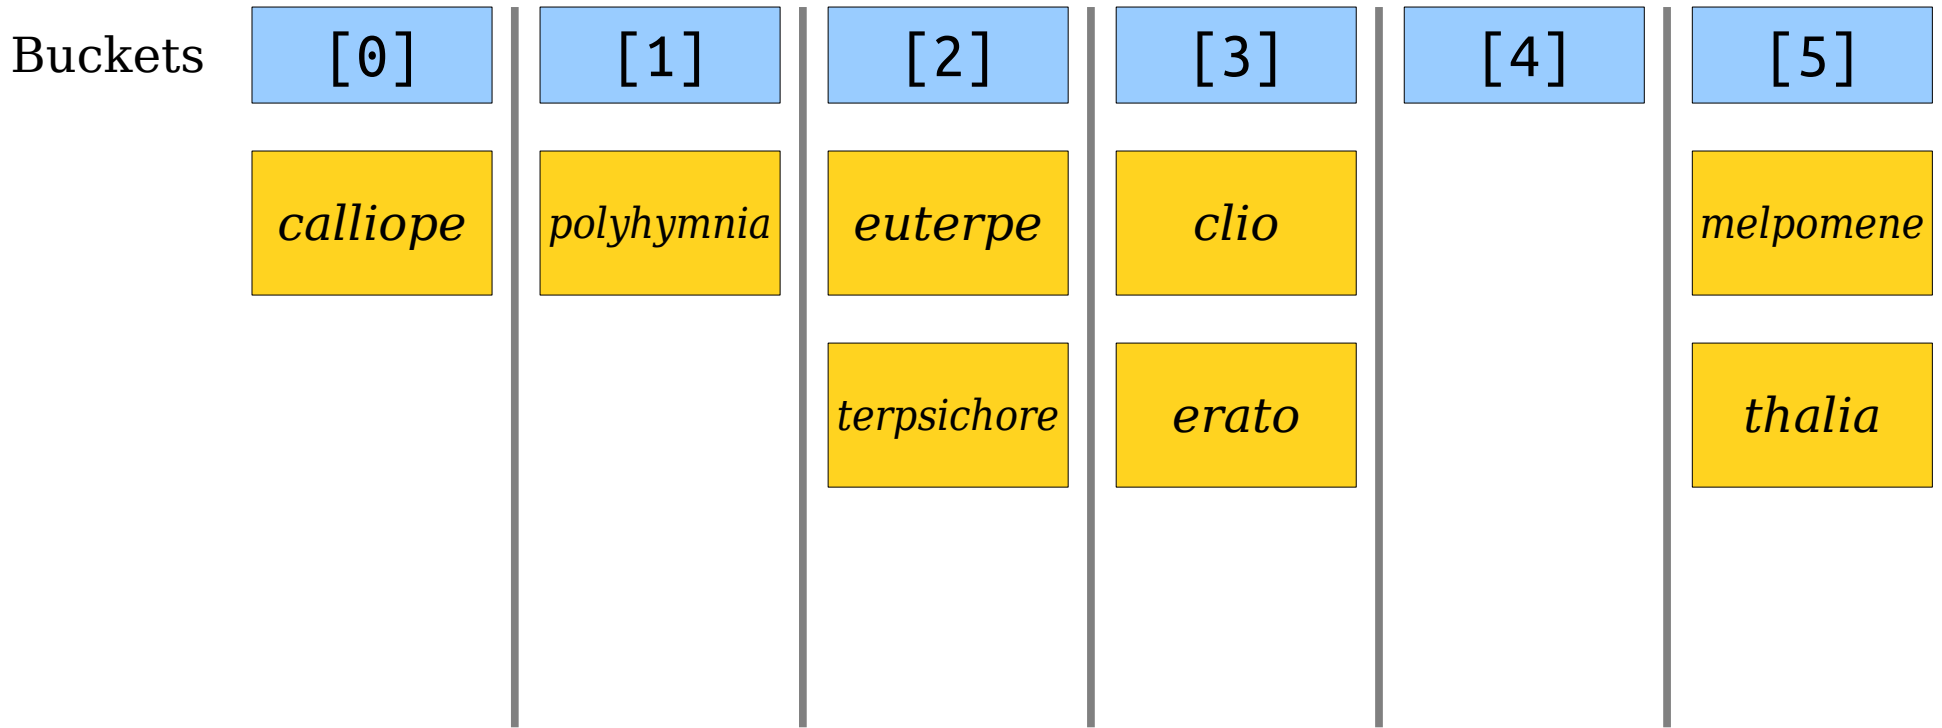 Buckets [0] [1] [2] [3] [4] [5]
calliope polyhymnia euterpe clio melpomene
terpsichore erato thalia